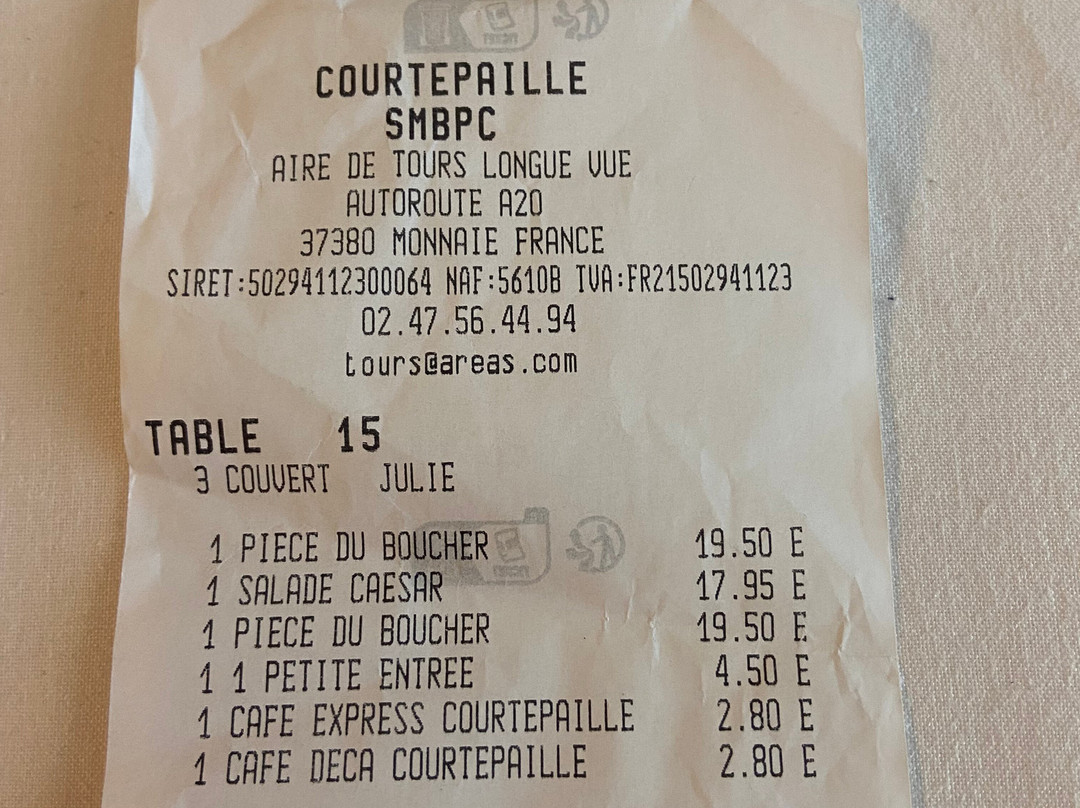 COURTEPAILLE
SMBPC
AIRE DE TOURS LONGUE VUE
AUTOROUTE A20
37380 MONNAIE FRANCE
SIRET:50294112300064 NAF:5610B TVA:FR21502941123
02.47.56.44.94
tours@areas.com
TABLE 15
3 COUVERT JULIE
1 PIECE DU BOUCHER 19.50 E
1 SALADE CAESAR 17.95 E
1 PIECE DU BOUCHER 19.50 E
1 1 PETITE ENTREE 4.50 E
1 CAFE EXPRESS COURTEPAILLE 2.80 E
1 CAFE DECA COURTEPAILLE 2.80 E